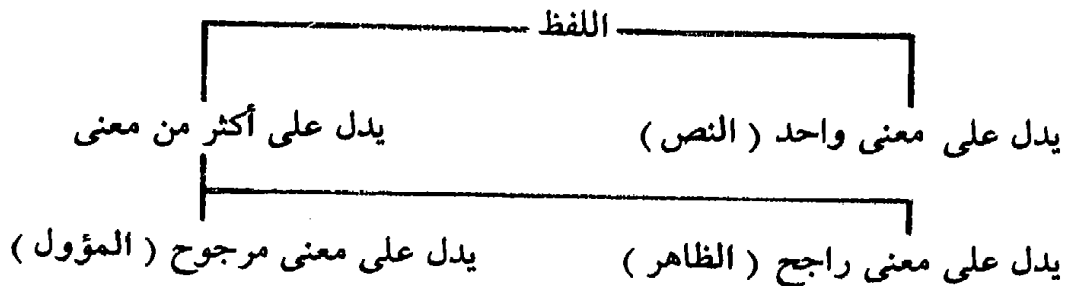 اللفظ
يدل على معنى واحد ( النص )
يدل على أكثر من معنى
يدل على معنى راجح ( الظاهر )
يدل على معنى مرجوح ( المؤول )